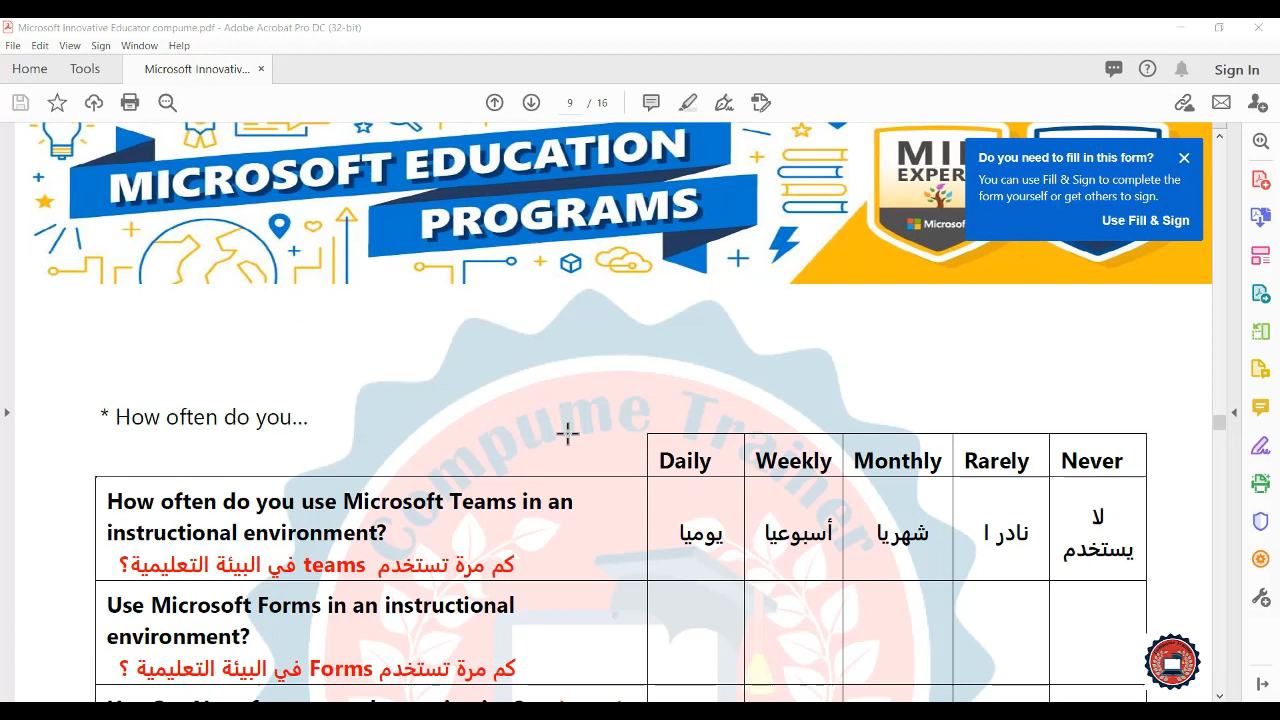 Microsoft Innovative Educator compume.pdf - Adobe Acrobat Pro DC (32-bit)
File Edit View Sign Window Help
Home Tools Microsoft Innovativ... × Sign In
9 / 16
MICROSOFT EDUCATION
PROGRAMS
MIE
EXPER
Microsof
Do you need to fill in this form?
You can use Fill & Sign to complete the
form yourself or get others to sign.
Use Fill & Sign
Compume Trainer
* How often do you...
Daily Weekly Monthly Rarely Never
How often do you use Microsoft Teams in an
instructional environment?
كم مرة تستخدم teams في البيئة التعليمية؟
يوميا أسبوعيا شهريا نادر ا لا
يستخدم
Use Microsoft Forms in an instructional
environment?
كم مرة تستخدم Forms في البيئة التعليمية ؟